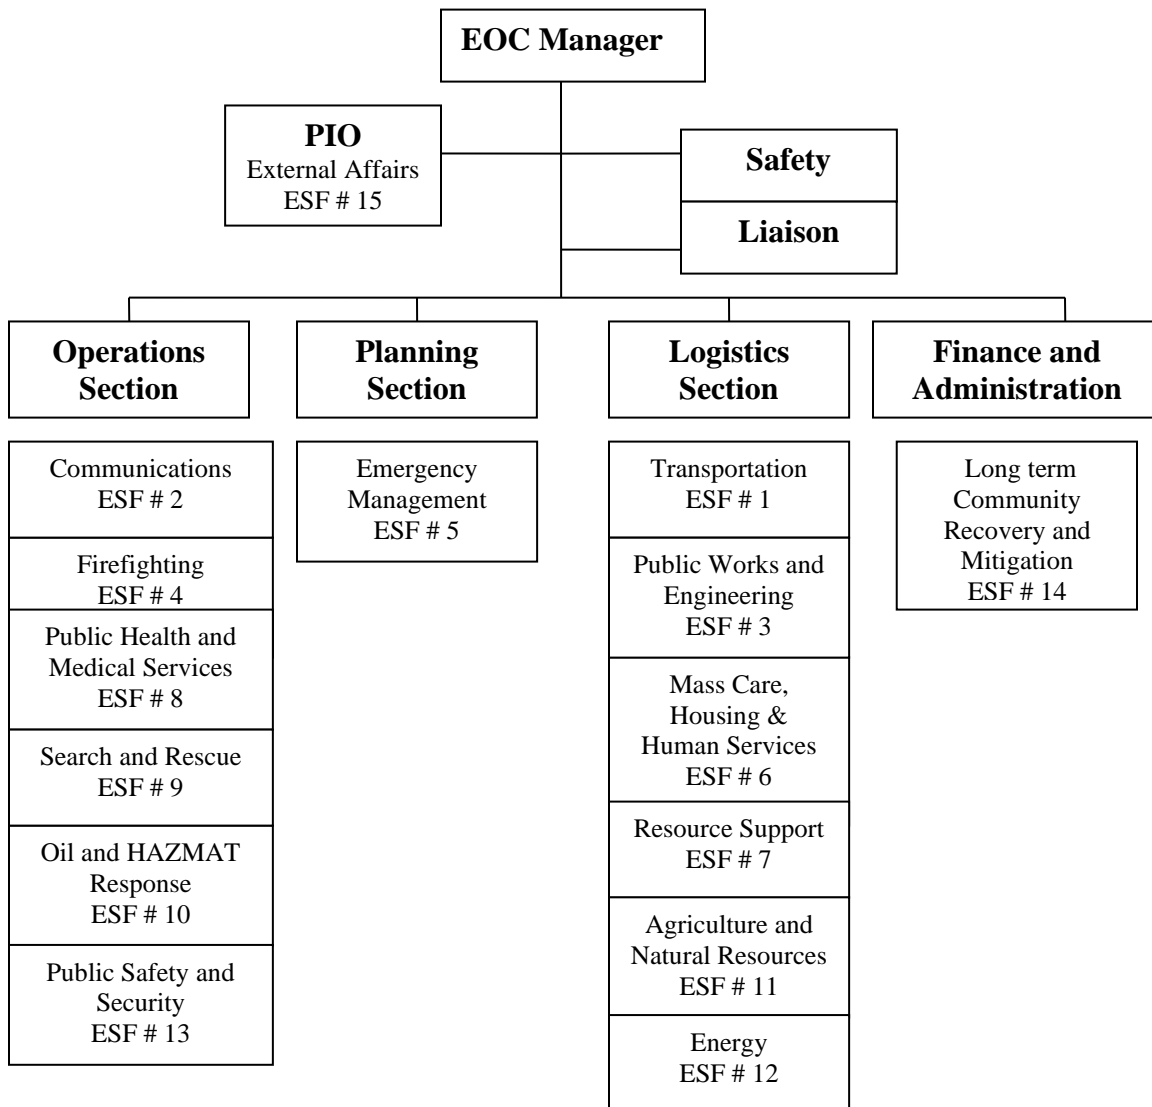 EOC Manager
PIO
External Affairs
ESF # 15
Safety
Liaison
Operations
Section
Planning
Section
Logistics
Section
Finance and
Administration
Communications
ESF # 2
Firefighting
ESF # 4
Public Health and
Medical Services
ESF # 8
Search and Rescue
ESF # 9
Oil and HAZMAT
Response
ESF # 10
Public Safety and
Security
ESF # 13
Emergency
Management
ESF # 5
Transportation
ESF # 1
Public Works and
Engineering
ESF # 3
Mass Care,
Housing &
Human Services
ESF # 6
Resource Support
ESF # 7
Agriculture and
Natural Resources
ESF # 11
Energy
ESF # 12
Long term
Community
Recovery and
Mitigation
ESF # 14